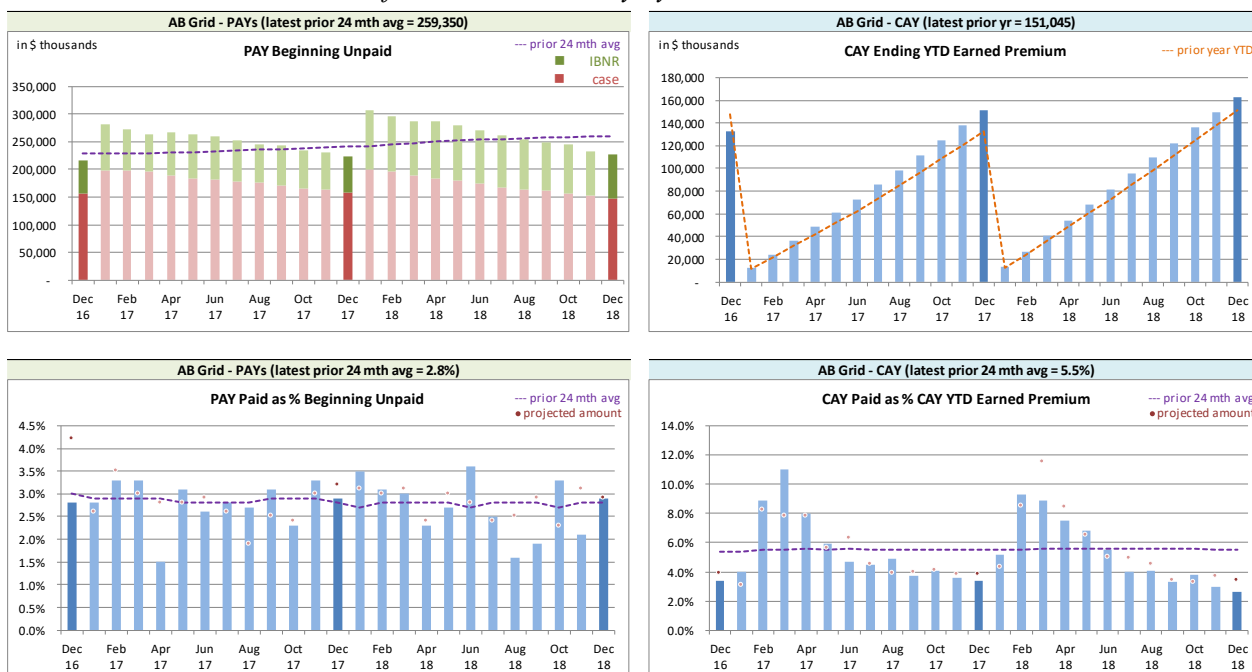 AB Grid - PAYs (latest prior 24 mth avg = 259,350)
in $ thousands
PAY Beginning Unpaid
--- prior 24 mth avg
IBNR
case
350,000
300,000
250,000
200,000
150,000
100,000
50,000
-
Dec Feb Apr Jun Aug Oct Dec Feb Apr Jun Aug Oct Dec
16 17 17 17 17 17 17 18 18 18 18 18 18
AB Grid - CAY (latest prior yr = 151,045)
in $ thousands
CAY Ending YTD Earned Premium
--- prior year YTD
180,000
160,000
140,000
120,000
100,000
80,000
60,000
40,000
20,000
-
Dec Feb Apr Jun Aug Oct Dec Feb Apr Jun Aug Oct Dec
16 17 17 17 17 17 17 18 18 18 18 18 18
AB Grid - PAYs (latest prior 24 mth avg = 2.8%)
PAY Paid as % Beginning Unpaid
--- prior 24 mth avg
• projected amount
4.5%
4.0%
3.5%
3.0%
2.5%
2.0%
1.5%
1.0%
0.5%
0.0%
Dec Feb Apr Jun Aug Oct Dec Feb Apr Jun Aug Oct Dec
16 17 17 17 17 17 17 18 18 18 18 18 18
AB Grid - CAY (latest prior 24 mth avg = 5.5%)
CAY Paid as % CAY YTD Earned Premium
--- prior 24 mth avg
• projected amount
14.0%
12.0%
10.0%
8.0%
6.0%
4.0%
2.0%
0.0%
Dec Feb Apr Jun Aug Oct Dec Feb Apr Jun Aug Oct Dec
16 17 17 17 17 17 17 18 18 18 18 18 18